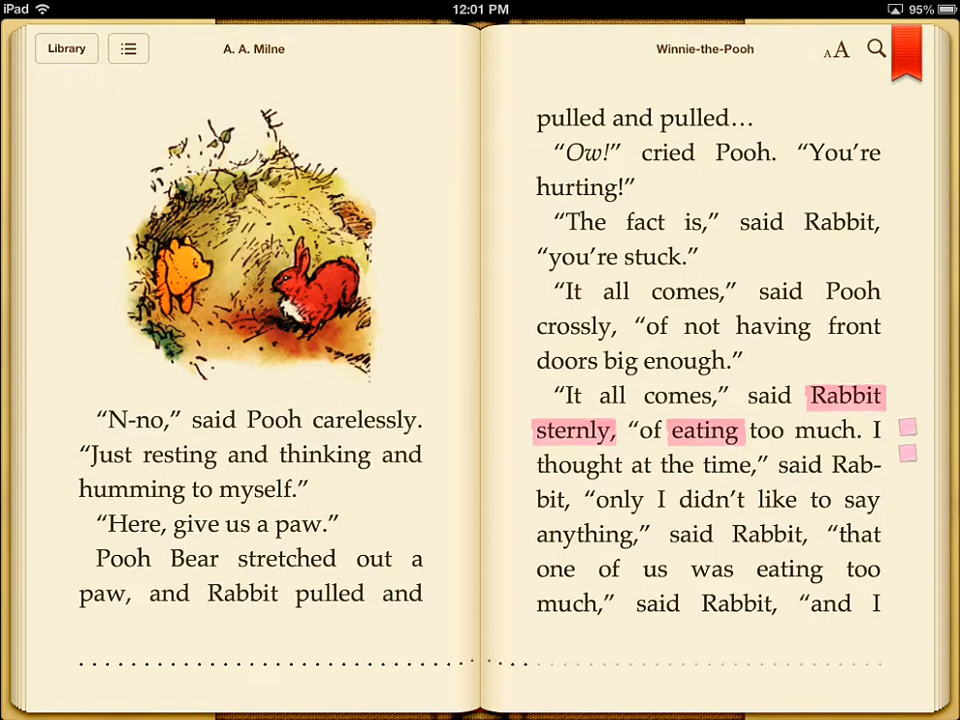 iPad 12:01 PM 95%
Library A. A. Milne Winnie-the-Pooh AA
“N-no,” said Pooh carelessly.
“Just resting and thinking and
humming to myself.”
“Here, give us a paw.”
Pooh Bear stretched out a
paw, and Rabbit pulled and
pulled and pulled…
“Ow!” cried Pooh. “You’re
hurting!”
“The fact is,” said Rabbit,
“you’re stuck.”
“It all comes,” said Pooh
crossly, “of not having front
doors big enough.”
“It all comes,” said Rabbit
sternly, “of eating too much. I
thought at the time,” said Rab-
bit, “only I didn’t like to say
anything,” said Rabbit, “that
one of us was eating too
much,” said Rabbit, “and I